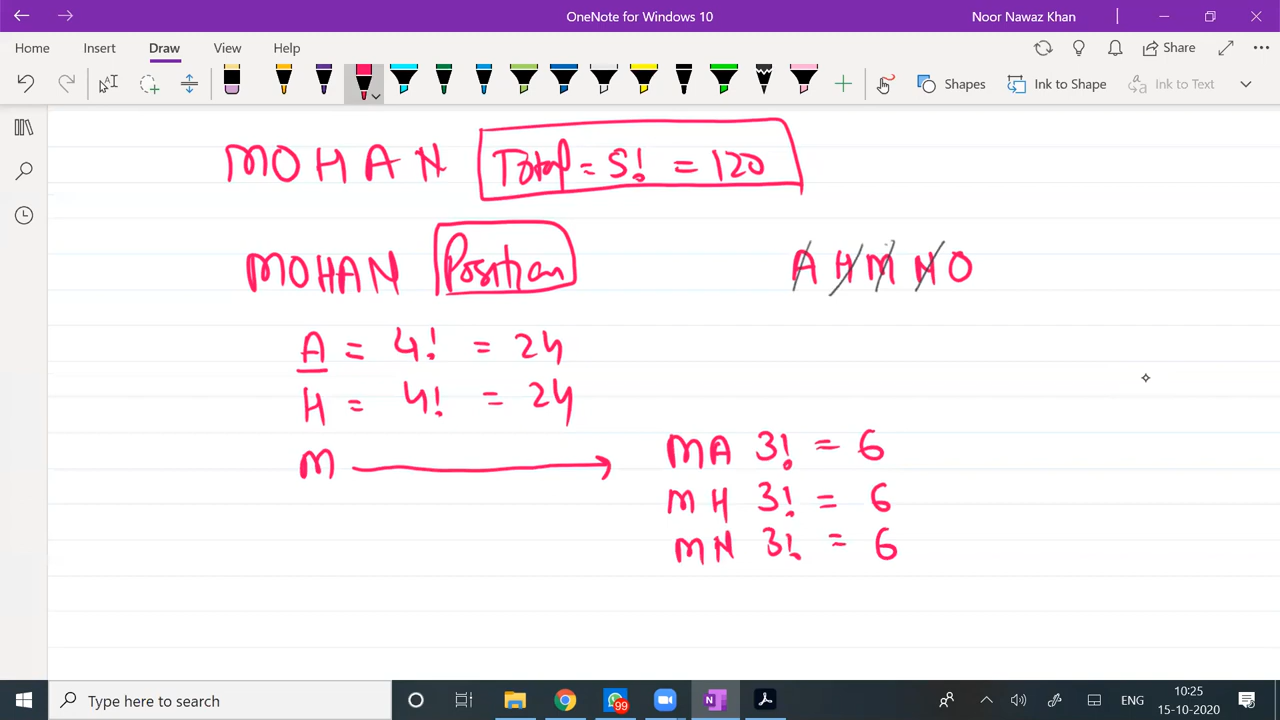 OneNote for Windows 10
Noor Nawaz Khan
Home Insert Draw View Help
Share
Shapes Ink to Shape Ink to Text
MOHAN Total = 5! = 120
MOHAN Position
A H M N O
A = 4! = 24
H = 4! = 24
M
MA 3! = 6
MH 3! = 6
MN 3! = 6
Type here to search
99
ENG
10:25
15-10-2020